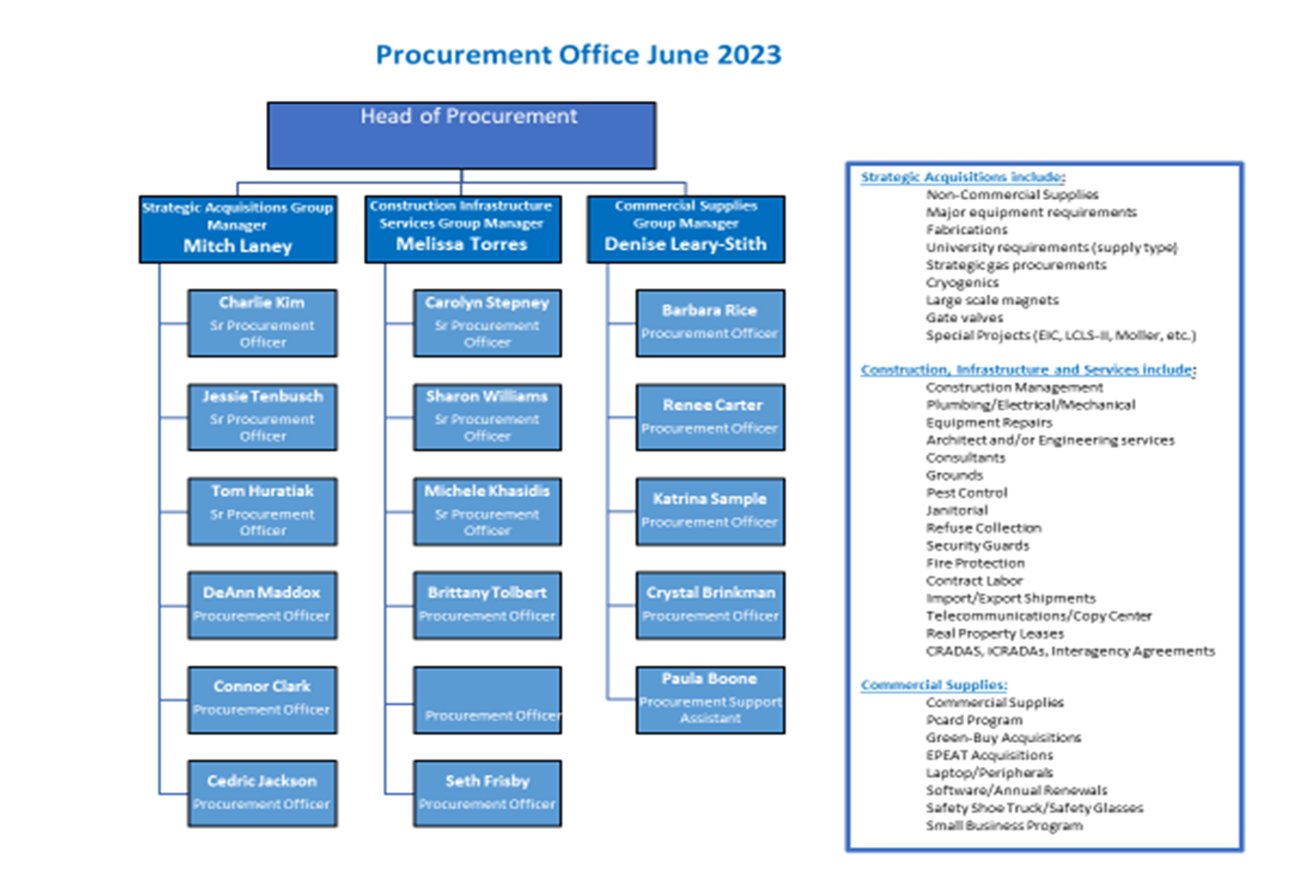 Procurement Office June 2023
Head of Procurement
Strategic Acquisitions Group
Manager
Mitch Laney
Charlie Kim
Sr Procurement
Officer
Jessie Tenbusch
Sr Procurement
Officer
Tom Huratiak
Sr Procurement
Officer
DeAnn Maddox
Procurement Officer
Connor Clark
Procurement Officer
Cedric Jackson
Procurement Officer
Construction Infrastructure
Services Group Manager
Melissa Torres
Carolyn Stepney
Sr Procurement
Officer
Sharon Williams
Sr Procurement
Officer
Michele Khasidis
Sr Procurement
Officer
Brittany Tolbert
Procurement Officer
Procurement Officer
Seth Frisby
Procurement Officer
Commercial Supplies
Group Manager
Denise Leary-Stith
Barbara Rice
Procurement Officer
Renee Carter
Procurement Officer
Katrina Sample
Procurement Officer
Crystal Brinkman
Procurement Officer
Paula Boone
Procurement Support
Assistant
Strategic Acquisitions include:
Non-Commercial Supplies
Major equipment requirements
Fabrications
University requirements (supply type)
Strategic gas procurements
Cryogenics
Large scale magnets
Gate valves
Special Projects (EIC, LCLS-II, Moller, etc.)
Construction, Infrastructure and Services include:
Construction Management
Plumbing/Electrical/Mechanical
Equipment Repairs
Architect and/or Engineering services
Consultants
Grounds
Pest Control
Janitorial
Refuse Collection
Security Guards
Fire Protection
Contract Labor
Import/Export Shipments
Telecommunications/Copy Center
Real Property Leases
CRADAS, iCRADAs, Interagency Agreements
Commercial Supplies:
Commercial Supplies
Pcard Program
Green-Buy Acquisitions
EPEAT Acquisitions
Laptop/Peripherals
Software/Annual Renewals
Safety Shoe Truck/Safety Glasses
Small Business Program